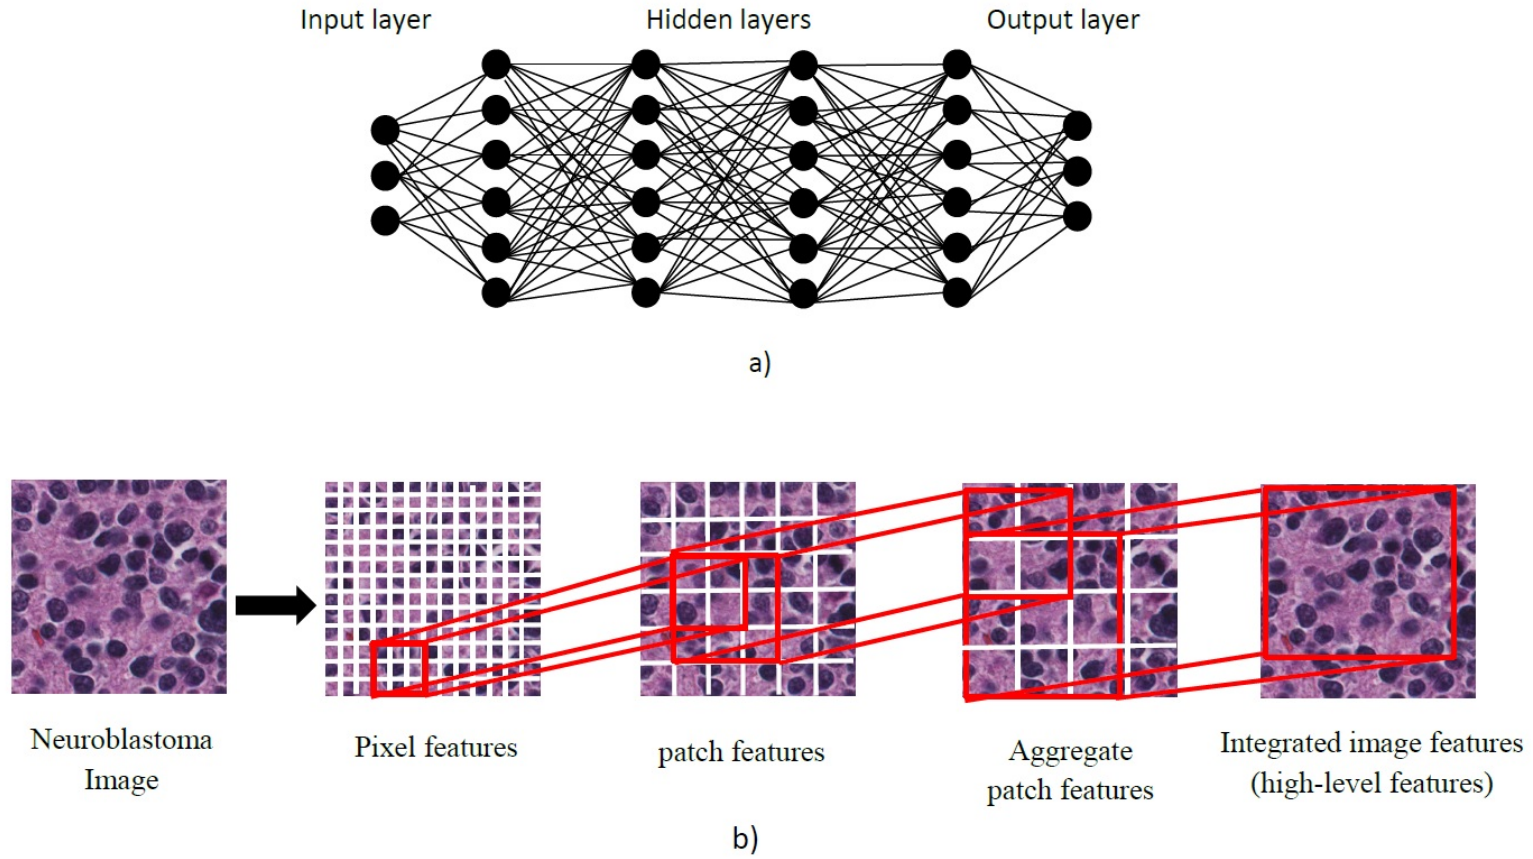 Input layer
Hidden layers
Output layer
a)
Neuroblastoma
Image
Pixel features
patch features
Aggregate
patch features
Integrated image features
(high-level features)
b)